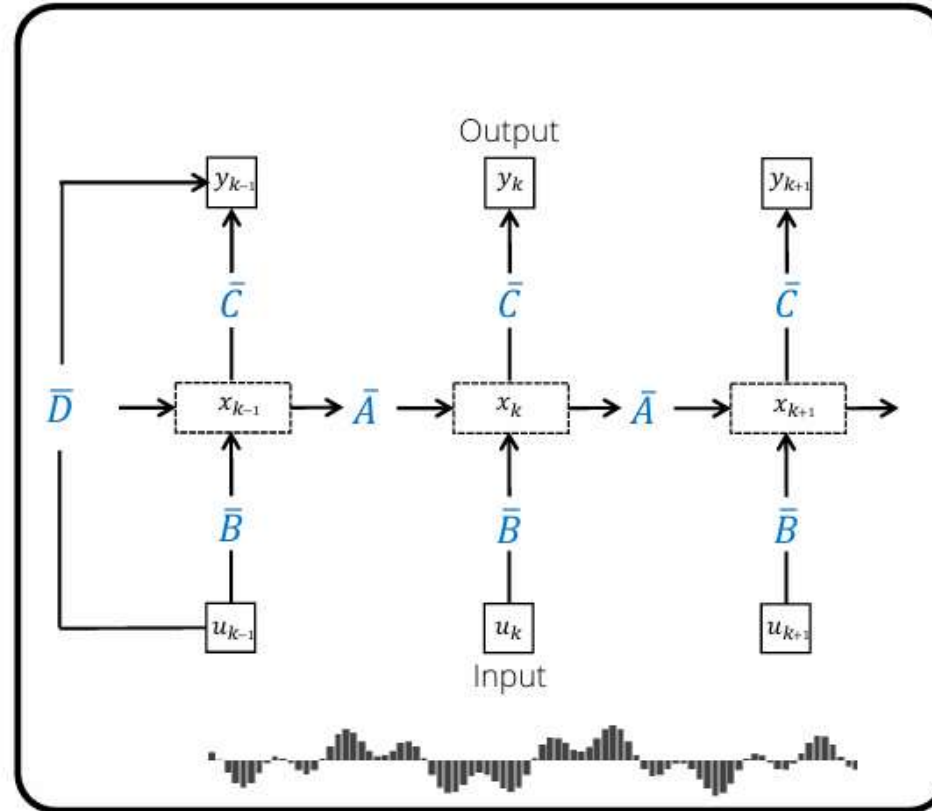 Output
y_{k-1} y_k y_{k+1}
C̄ C̄ C̄
D̄ x_{k-1} Ā x_k Ā x_{k+1}
B̄ B̄ B̄
u_{k-1} u_k u_{k+1}
Input